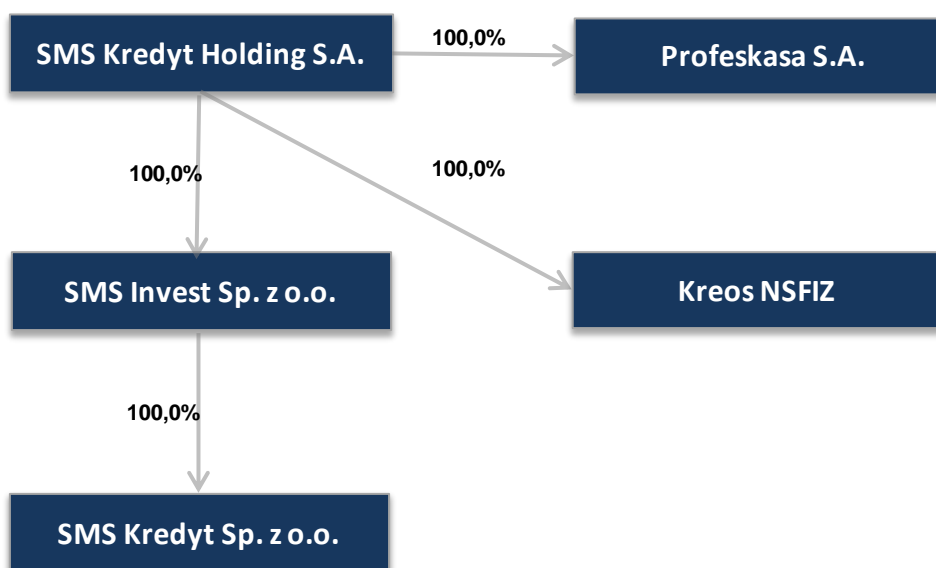 SMS Kredyt Holding S.A.
100,0%
Profeskasa S.A.
100,0%
100,0%
SMS Invest Sp. z o.o.
Kreos NSFIZ
100,0%
SMS Kredyt Sp. z o.o.